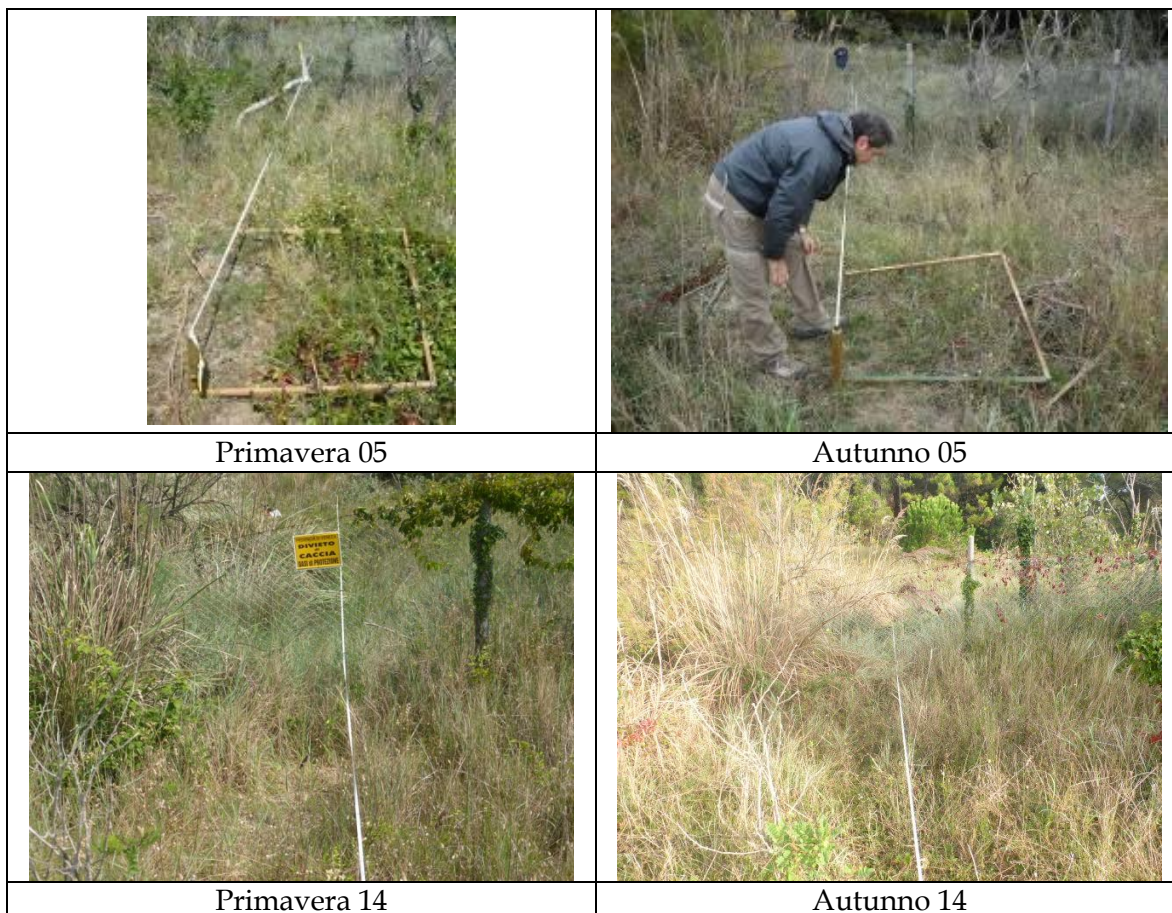 Primavera 05
Autunno 05
DIVIETO
DI
CACCIA
Primavera 14
Autunno 14